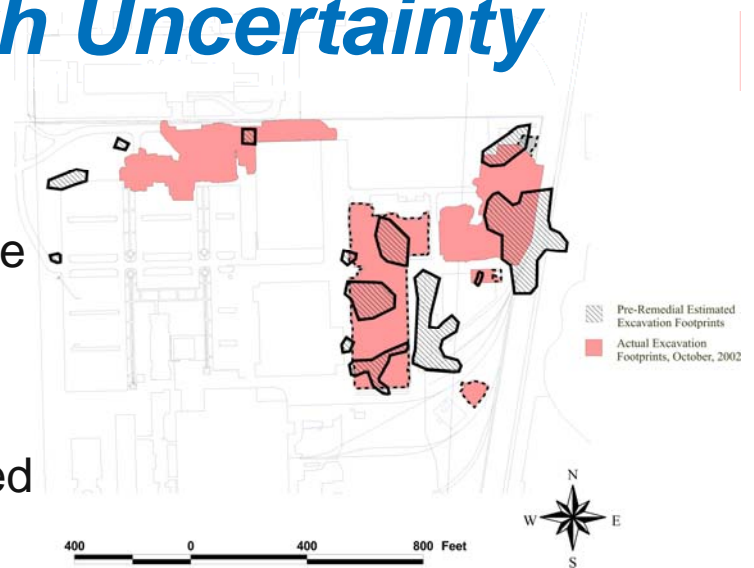 h Uncertainty
e
ed
Pre-Remedial Estimated
Excavation Footprints
Actual Excavation
Footprints, October, 2002
N
W E
S
400 0 400 800 Feet